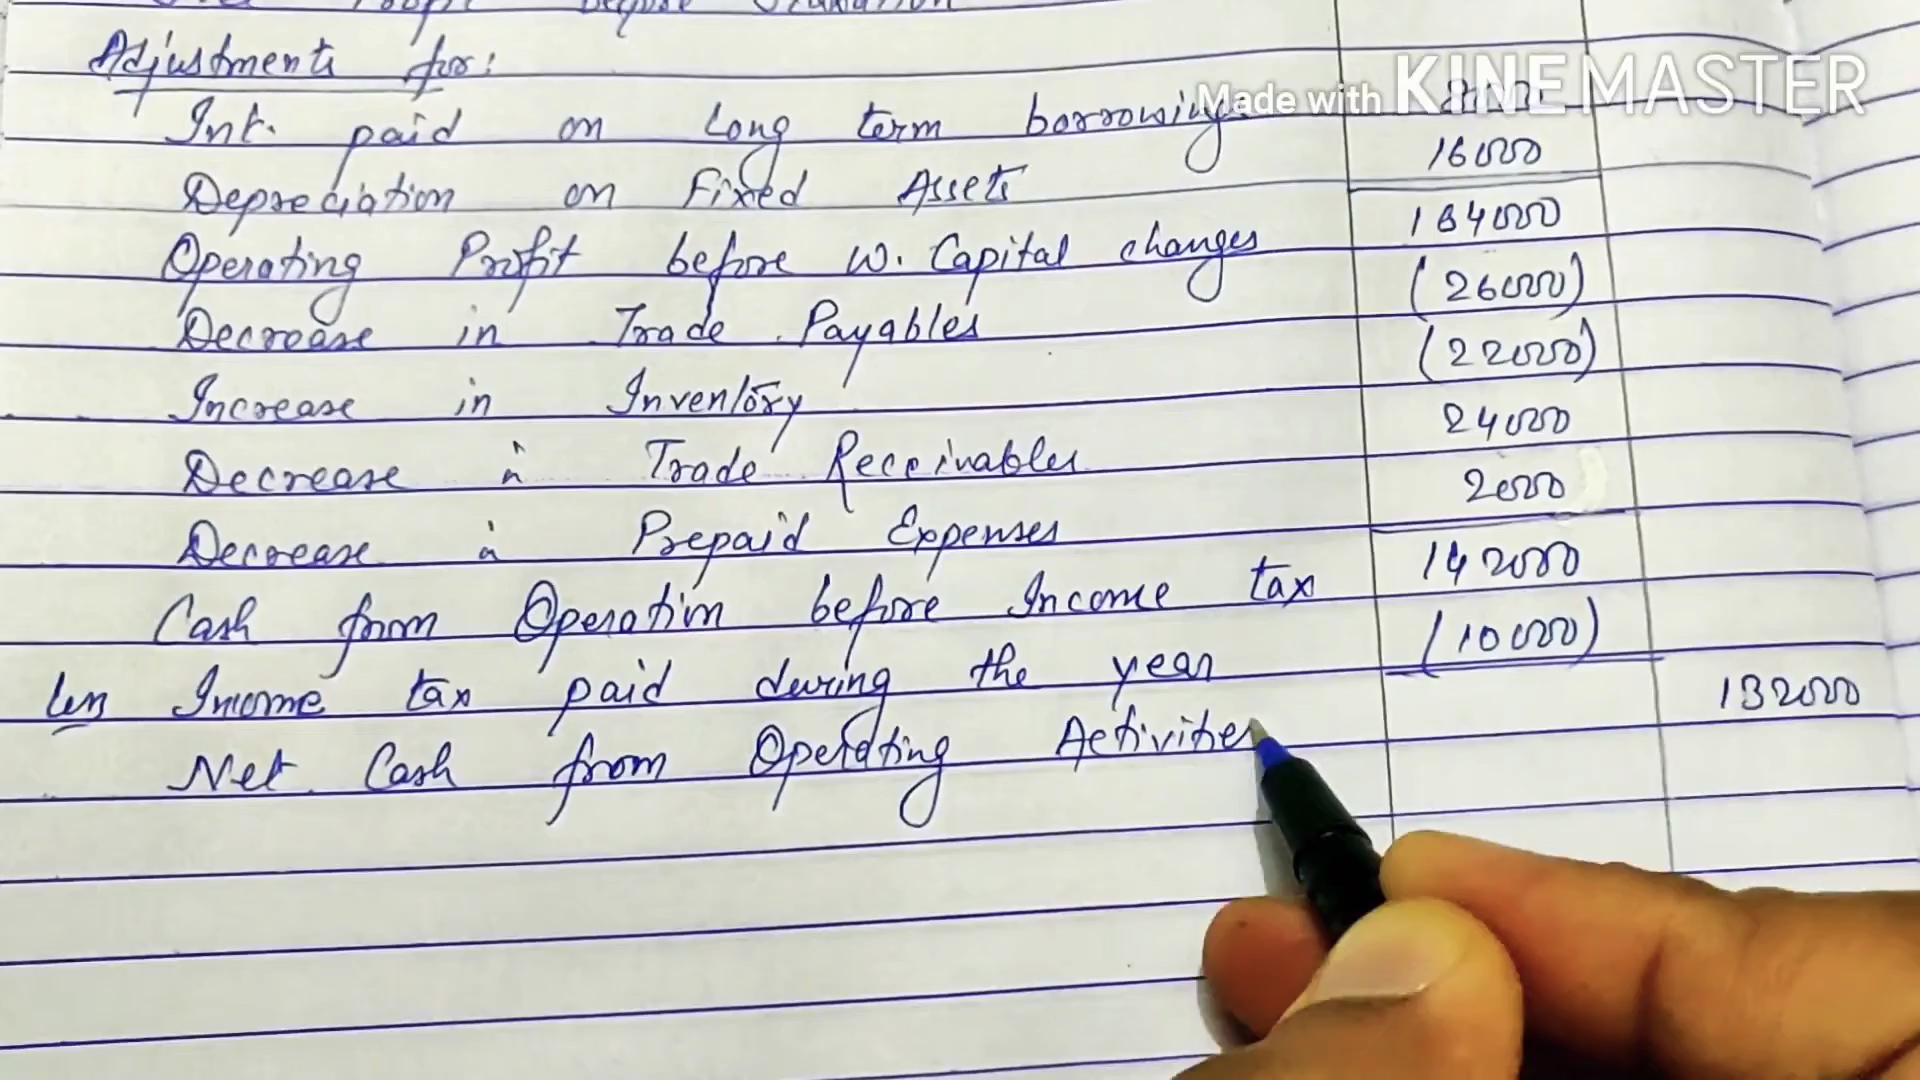 Adjustments for:
Made with KINEMASTER
Int. paid on Long term borrowing 8000
Depreciation on Fixed Assets 16000
Operating Profit before W. Capital changes 164000
Decrease in Trade Payables (26000)
Increase in Inventory (22000)
Decrease in Trade Receivables 24000
Decrease in Prepaid Expenses 2000
Cash from Operation before Income tax 142000
Less Income tax paid during the year (10000)
Net Cash from Operating Activities 132000